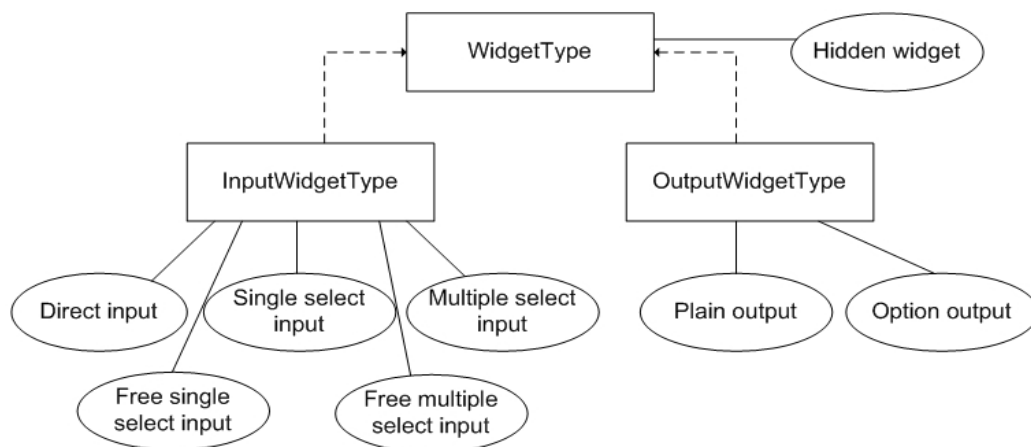 WidgetType
Hidden widget
InputWidgetType
OutputWidgetType
Direct input
Single select
input
Multiple select
input
Plain output
Option output
Free single
select input
Free multiple
select input